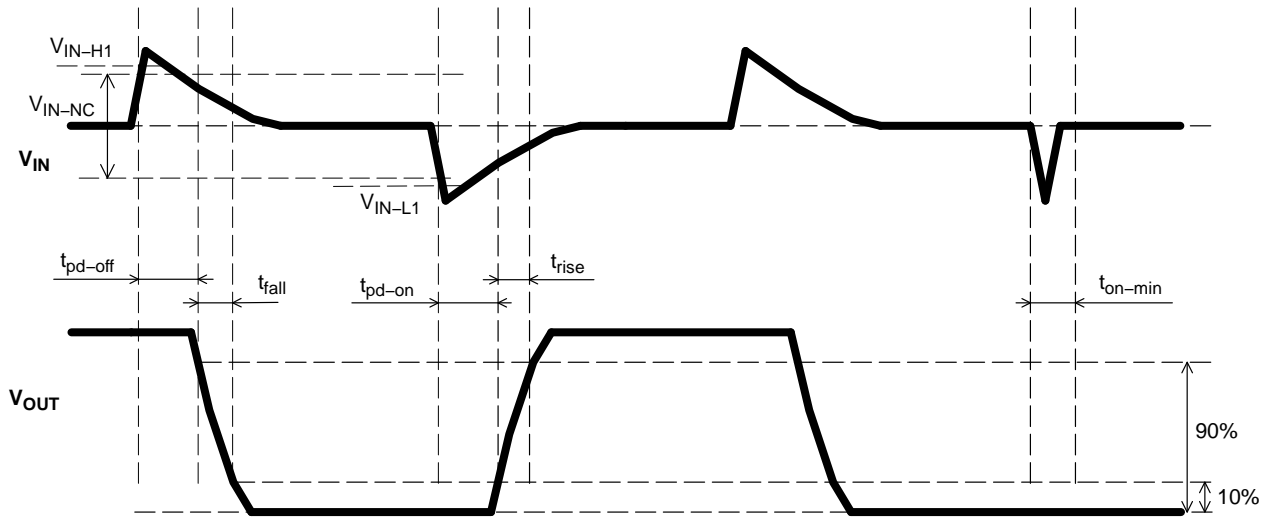 V_IN–H1
V_IN–NC
V_IN
V_IN–L1
t_pd–off
t_fall
t_pd–on
t_rise
t_on–min
V_OUT
90%
10%